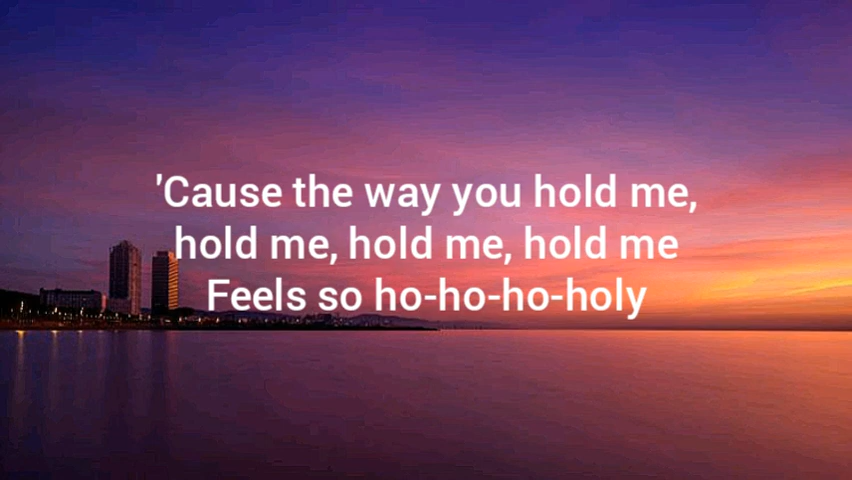 'Cause the way you hold me,
hold me, hold me, hold me
Feels so ho-ho-ho-holy